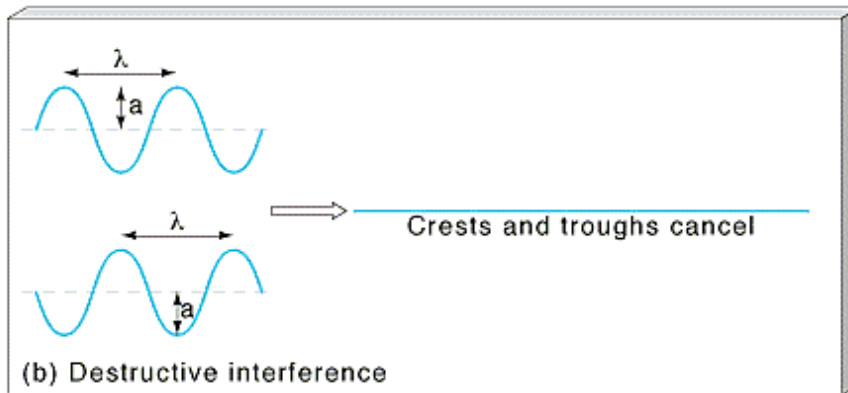 λ
a
Crests and troughs cancel
λ
a
(b) Destructive interference